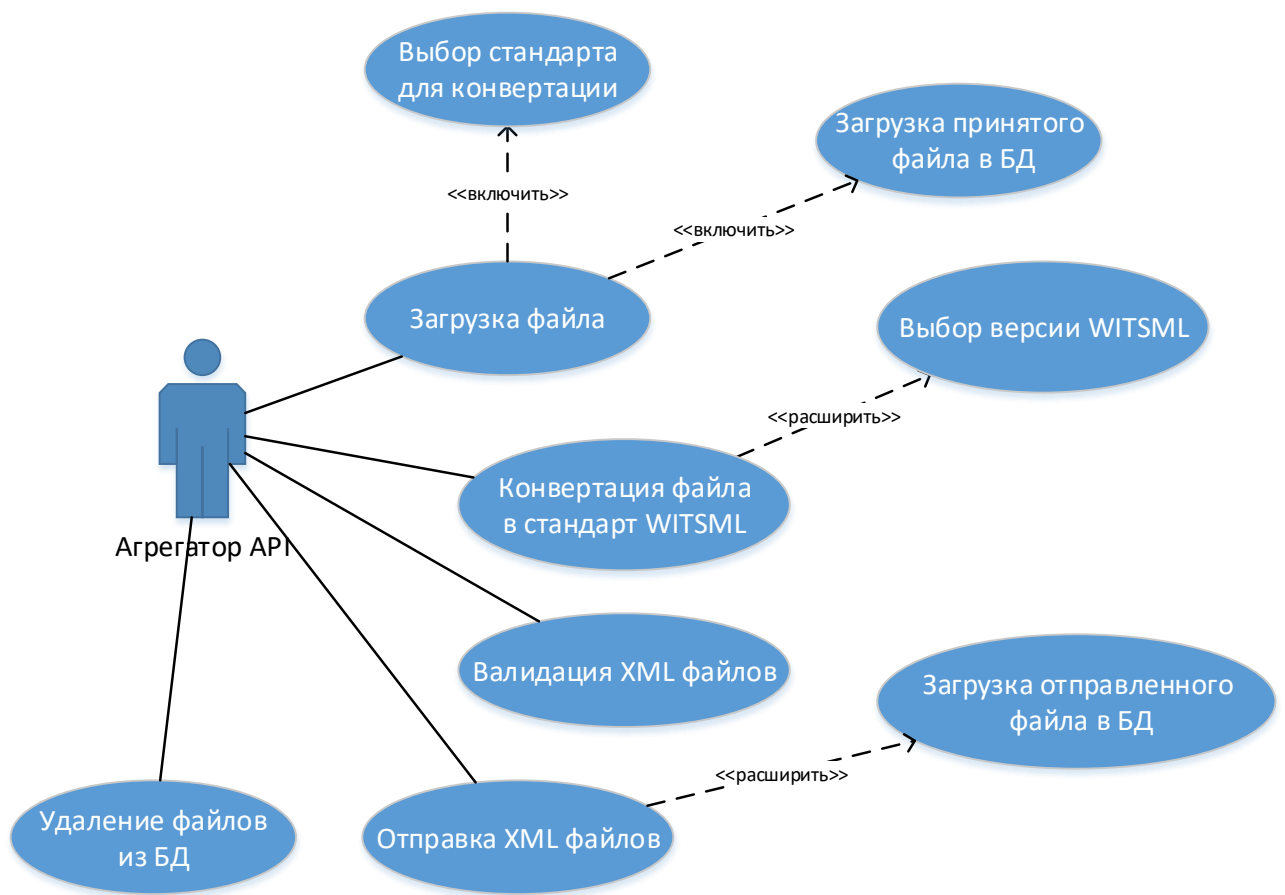 Выбор стандарта
для конвертации
Загрузка принятого
файла в БД
<<включить>>
<<включить>>
Загрузка файла
Выбор версии WITSML
<<расширить>>
Конвертация файла
в стандарт WITSML
Агрегатор API
Валидация XML файлов
Загрузка отправленного
файла в БД
<<расширить>>
Удаление файлов
из БД
Отправка XML файлов